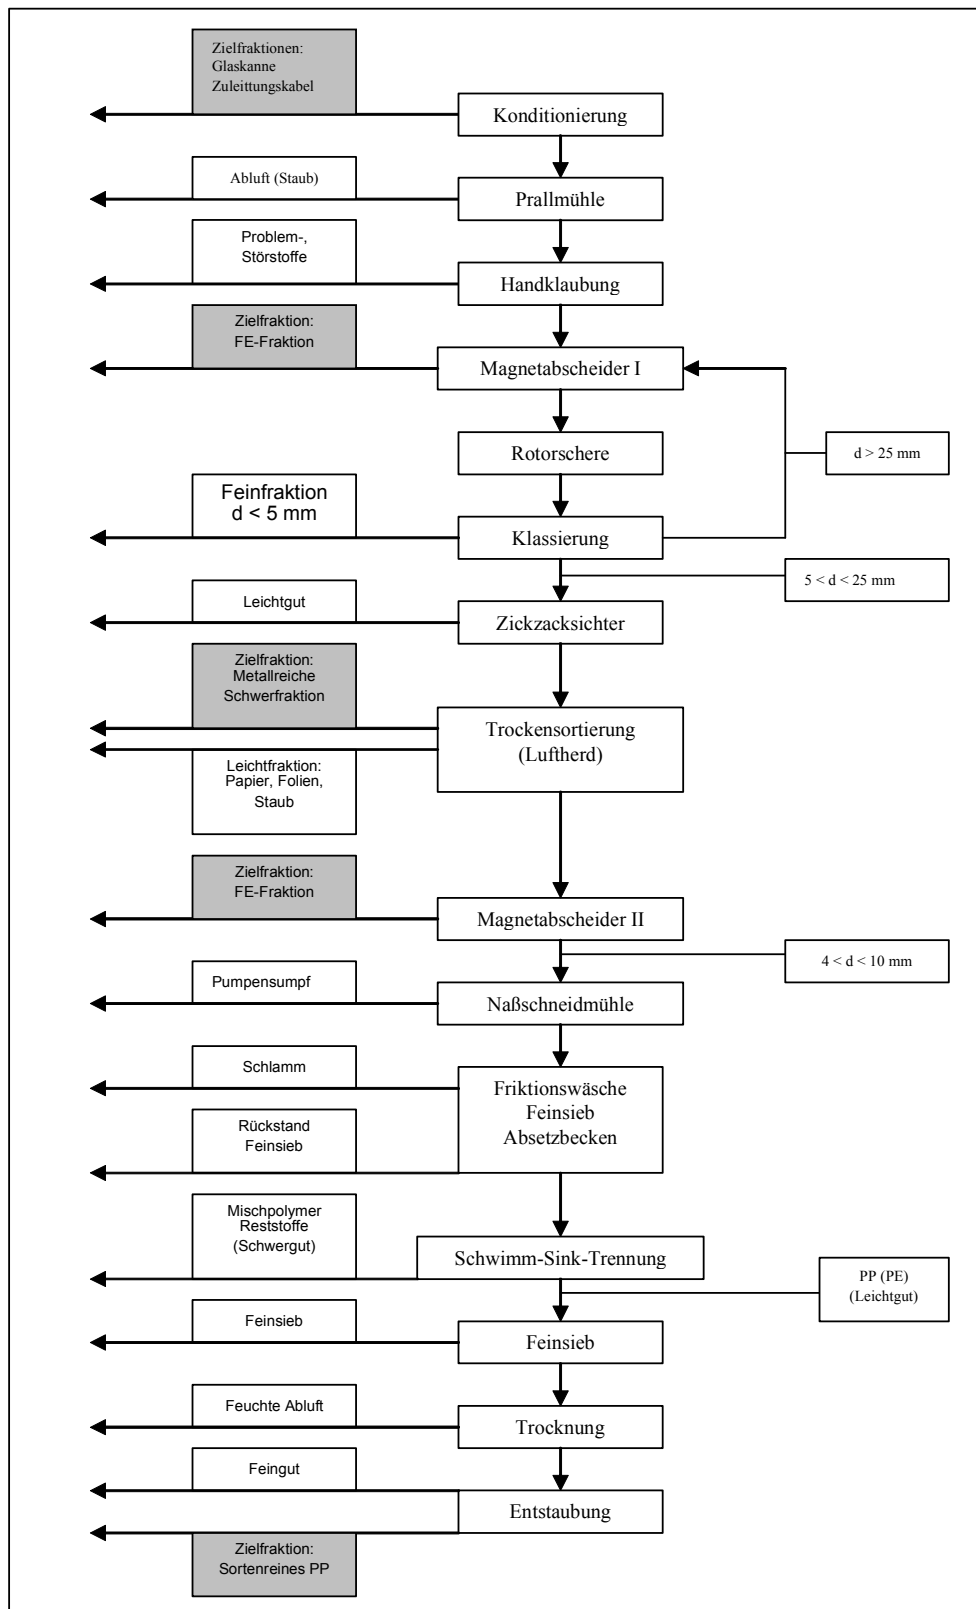 Zielfraktionen:
Glaskanne
Zuleittungskabel
Konditionierung
Abluft (Staub)
Prallmühle
Problem-,
Störstoffe
Handklaubung
Zielfraktion:
FE-Fraktion
Magnetabscheider I
Rotorschere
d > 25 mm
Feinfraktion
d < 5 mm
Klassierung
5 < d < 25 mm
Leichtgut
Zickzacksichter
Zielfraktion:
Metallreiche
Schwerfraktion
Trockensortierung
(Luftherd)
Leichtfraktion:
Papier, Folien,
Staub
Zielfraktion:
FE-Fraktion
Magnetabscheider II
4 < d < 10 mm
Pumpensumpf
Naßschneidmühle
Schlamm
Friktionswäsche
Feinsieb
Absetzbecken
Rückstand
Feinsieb
Mischpolymer
Reststoffe
(Schwergut)
Schwimm-Sink-Trennung
PP (PE)
(Leichtgut)
Feinsieb
Feinsieb
Feuchte Abluft
Trocknung
Feingut
Entstaubung
Zielfraktion:
Sortenreines PP